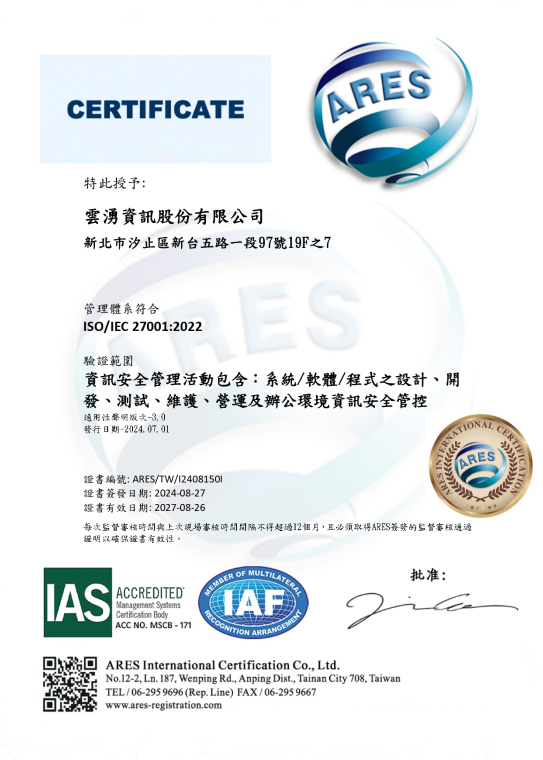 CERTIFICATE
ARES
特此授予:
雲湧資訊股份有限公司
新北市汐止區新台五路一段97號19F之7
管理體系符合
ISO/IEC 27001:2022
驗證範圍
資訊安全管理活動包含：系統/軟體/程式之設計、開
發、測試、維護、營運及辦公環境資訊安全管控
適用性聲明版次-3.0
發行日期-2024.07.01
ARES INTERNATIONAL CERTIFICATION
ARES
證書編號: ARES/TW/I2408150I
證書簽發日期: 2024-08-27
證書有效日期: 2027-08-26
每次監督審核時間與上次現場審核時間間隔不得超過12個月，且必須取得ARES簽發的監督審核通過
證明以確保證書有效性。
IAS ACCREDITED
Management Systems
Certification Body
ACC NO. MSCB - 171
MEMBER OF MULTILATERAL
IAF
RECOGNITION ARRANGEMENT
批准：
ARES International Certification Co., Ltd.
No.12-2, Ln. 187, Wenping Rd., Anping Dist., Tainan City 708, Taiwan
TEL / 06-295 9696 (Rep. Line) FAX / 06-295 9667
www.ares-registration.com